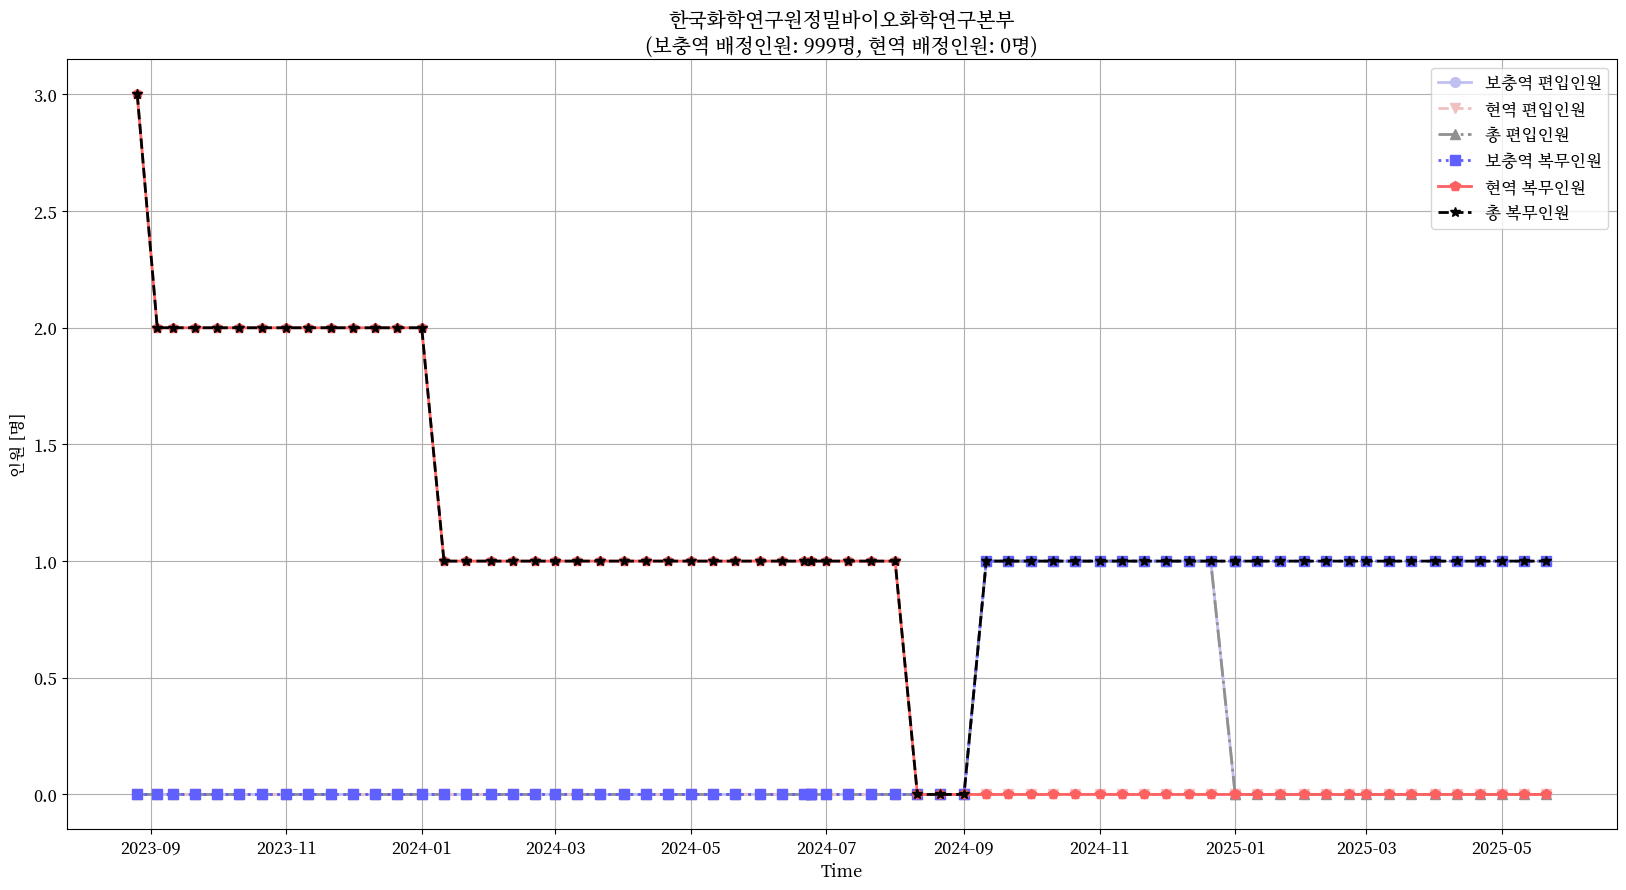 한국화학연구원정밀바이오화학연구본부
(보충역 배정인원: 999명, 현역 배정인원: 0명)
보충역 편입인원
현역 편입인원
총 편입인원
보충역 복무인원
현역 복무인원
총 복무인원
인원 [명]
3.0
2.5
2.0
1.5
1.0
0.5
0.0
2023-09
2023-11
2024-01
2024-03
2024-05
2024-07
2024-09
2024-11
2025-01
2025-03
2025-05
Time